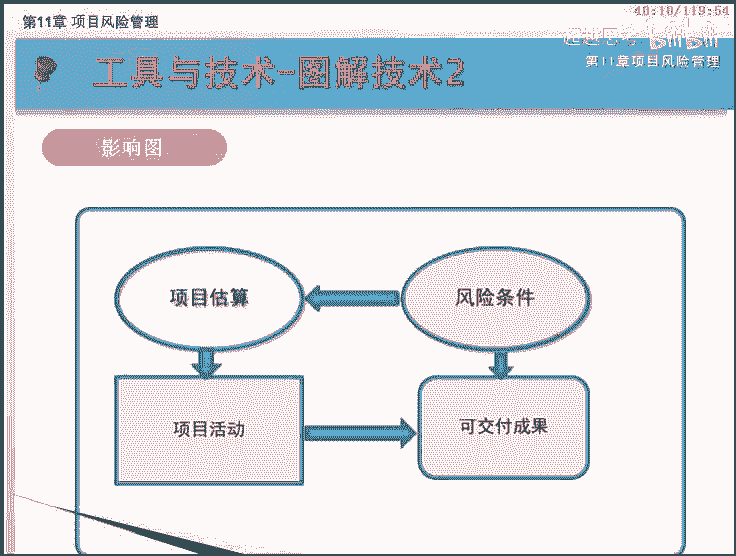 第11章 项目风险管理
40:10/119:54
bilibili
第11章项目风险管理
工具与技术-图解技术2
影响图
项目估算
风险条件
项目活动
可交付成果